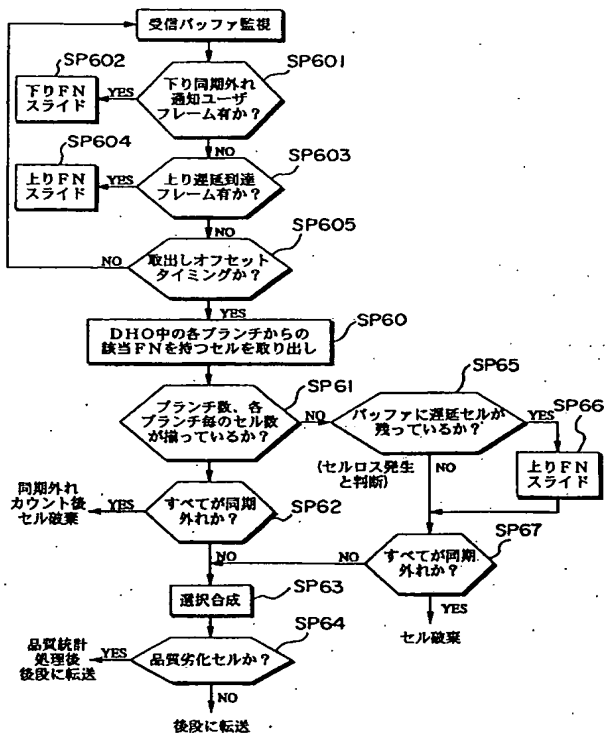 受信バッファ監視
SP601
SP602
下り同期外れ
通知ユーザ
フレーム有か?
YES
下りFN
スライド
NO
SP604
SP603
上り遅延到達
フレーム有か?
YES
上りFN
スライド
NO
SP605
取出しオフセット
タイミングか?
NO
YES
SP60
DHO中の各ブランチからの
該当FNを持つセルを取り出し
SP61
SP65
ブランチ数、各
ブランチ毎のセル数
が揃っているか?
NO
バッファに遅延セルが
残っているか?
YES
SP66
上りFN
スライド
(セルロス発生
と判断)
NO
YES
同期外れ
カウント後
セル破棄
YES
すべてが同期
外れか?
SP62
SP67
すべてが同期
外れか?
NO
NO
YES
セル破棄
SP63
選択合成
SP64
品質劣化セルか?
YES
品質統計
処理後
後段に転送
NO
後段に転送